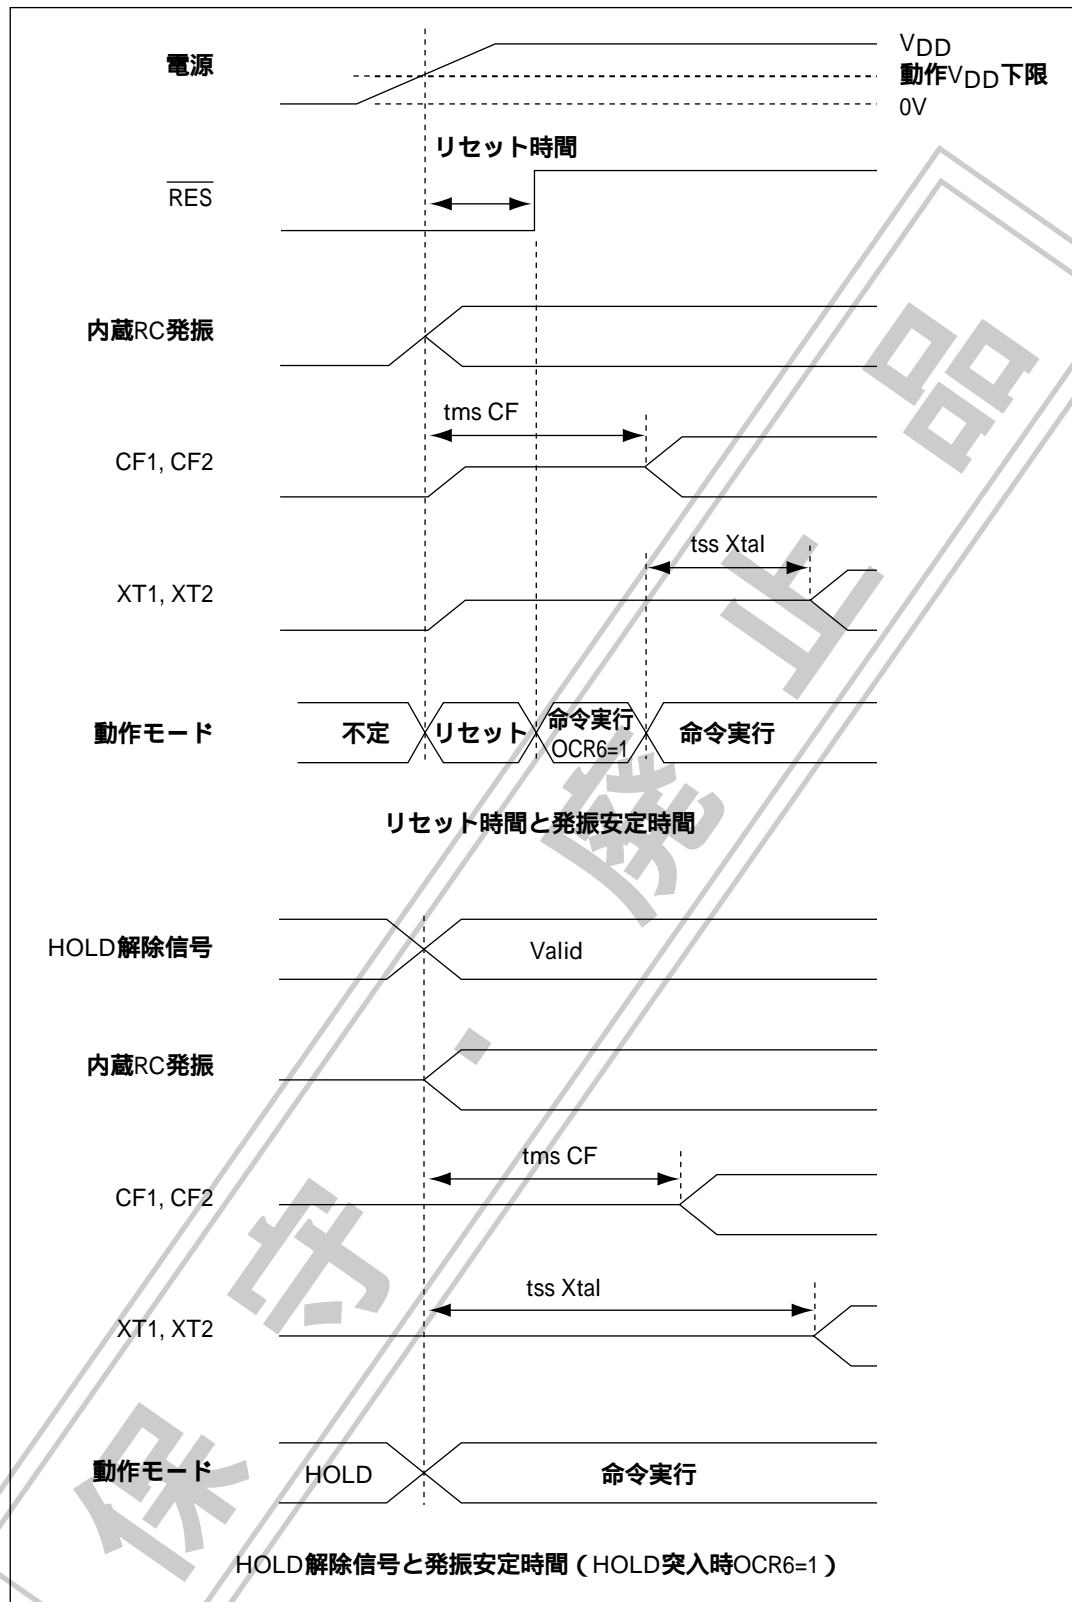 電源
VDD
動作VDD下限
0V
リセット時間
RES
内蔵RC発振
tms CF
CF1, CF2
tss Xtal
XT1, XT2
動作モード
不定
リセット
命令実行
OCR6=1
命令実行
リセット時間と発振安定時間
HOLD解除信号
Valid
内蔵RC発振
tms CF
CF1, CF2
tss Xtal
XT1, XT2
動作モード
HOLD
命令実行
HOLD解除信号と発振安定時間（HOLD突入時OCR6=1）
保守・廃止品